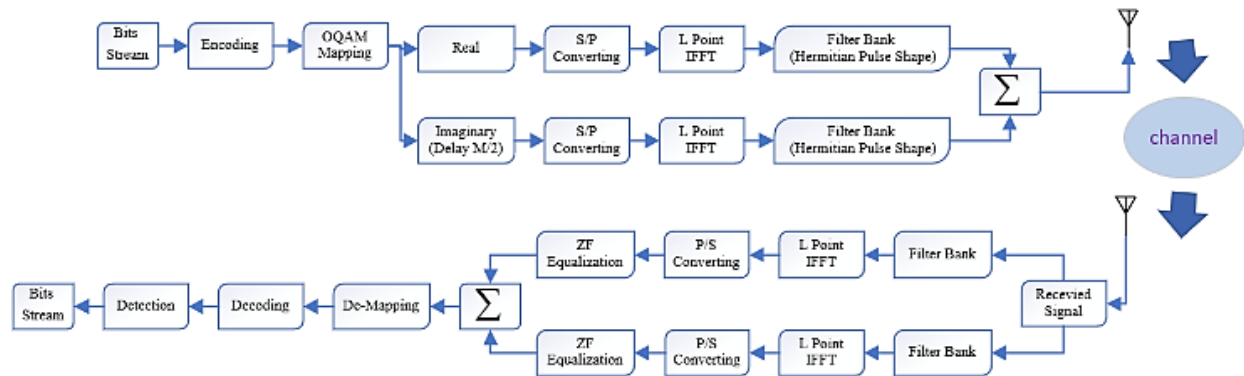 Bits
Stream
Encoding
OQAM
Mapping
Real
S/P
Converting
L Point
IFFT
Filter Bank
(Hermitian Pulse Shape)
Imaginary
(Delay M/2)
S/P
Converting
L Point
IFFT
Filter Bank
(Hermitian Pulse Shape)
Σ
channel
Bits
Stream
Detection
Decoding
De-Mapping
Σ
ZF
Equalization
P/S
Converting
L Point
IFFT
Filter Bank
Recevied
Signal
ZF
Equalization
P/S
Converting
L Point
IFFT
Filter Bank